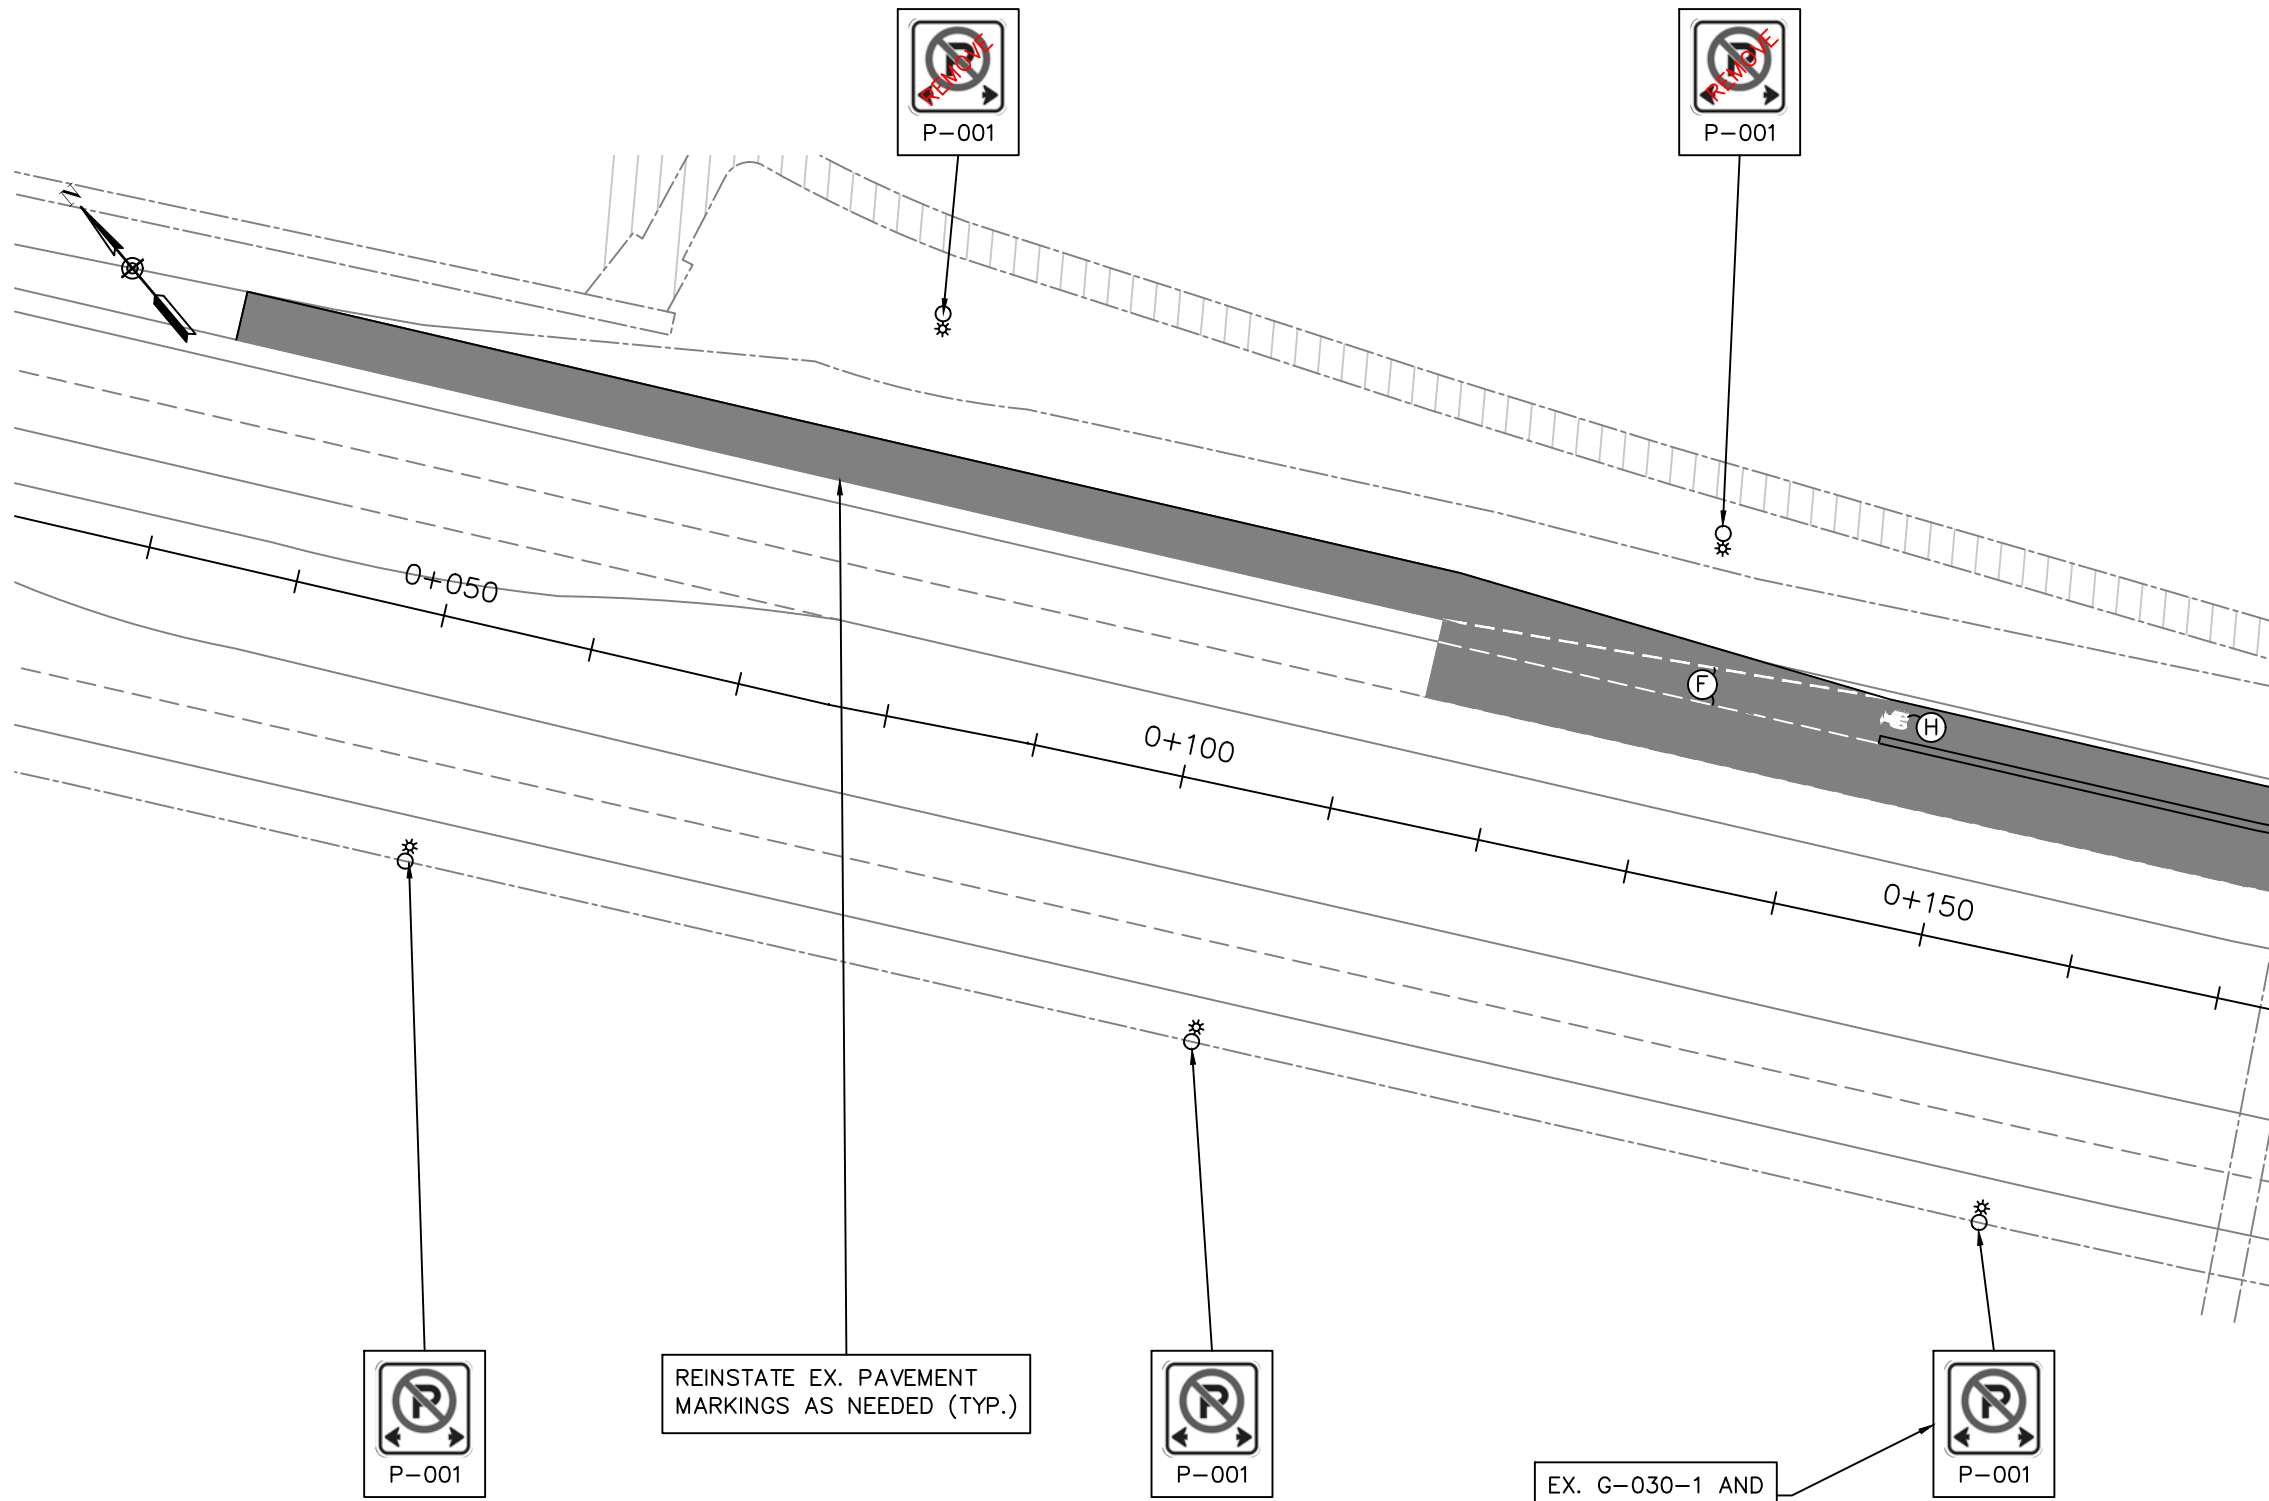 P
REMOVE
P-001
P
REMOVE
P-001
N
0+050
0+100
0+150
F
H
P
P-001
REINSTATE EX. PAVEMENT
MARKINGS AS NEEDED (TYP.)
P
P-001
EX. G-030-1 AND
P
P-001